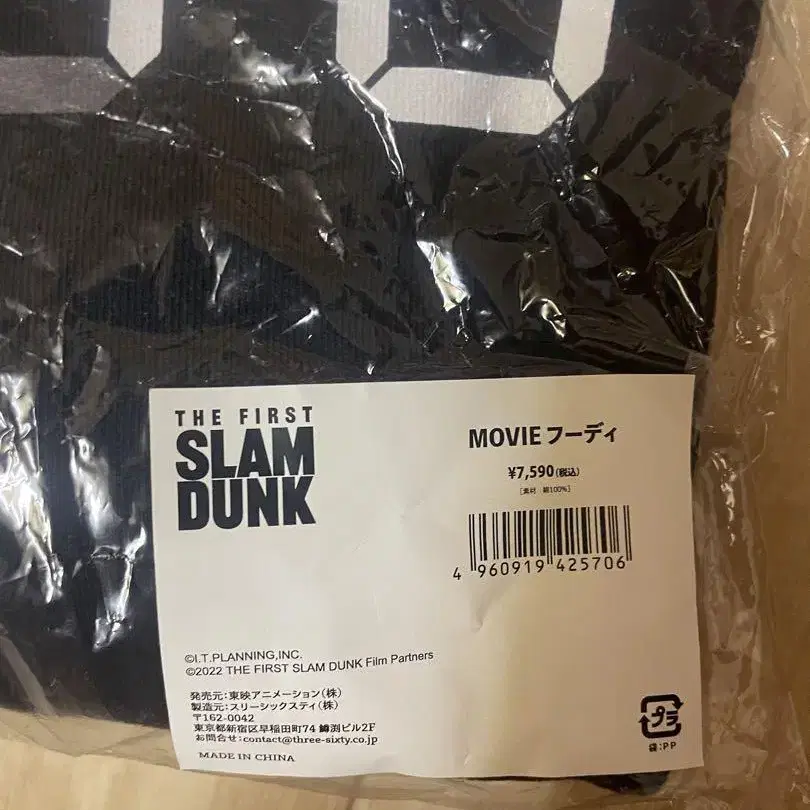 THE FIRST
SLAM
DUNK
MOVIE フーディ
¥7,590(税込)
[素材 綿100%]
4 960919 425706
©I.T.PLANNING,INC.
©2022 THE FIRST SLAM DUNK Film Partners
発売元:東映アニメーション(株)
製造元:スリーシックスティ(株)
〒162-0042
東京都新宿区早稲田町74 鱒渕ビル2F
お問合せ:contact@three-sixty.co.jp
MADE IN CHINA
プラ
袋:PP